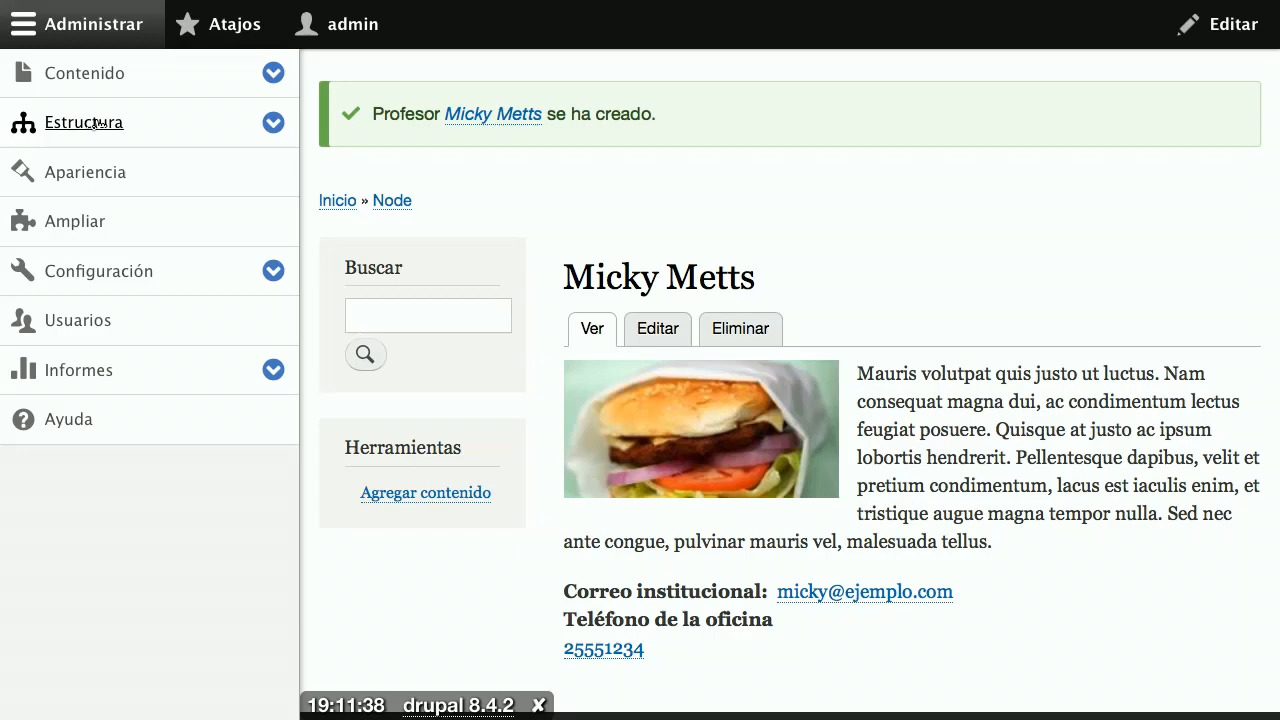 Administrar
Atajos
admin
Editar
Contenido
Estructura
Apariencia
Ampliar
Configuración
Usuarios
Informes
Ayuda
Profesor Micky Metts se ha creado.
Inicio » Node
Buscar
Herramientas
Agregar contenido
Micky Metts
Ver
Editar
Eliminar
Mauris volutpat quis justo ut luctus. Nam
consequat magna dui, ac condimentum lectus
feugiat posuere. Quisque at justo ac ipsum
lobortis hendrerit. Pellentesque dapibus, velit et
pretium condimentum, lacus est iaculis enim, et
tristique augue magna tempor nulla. Sed nec
ante congue, pulvinar mauris vel, malesuada tellus.
Correo institucional: micky@ejemplo.com
Teléfono de la oficina
25551234
19:11:38 drupal 8.4.2 ✘